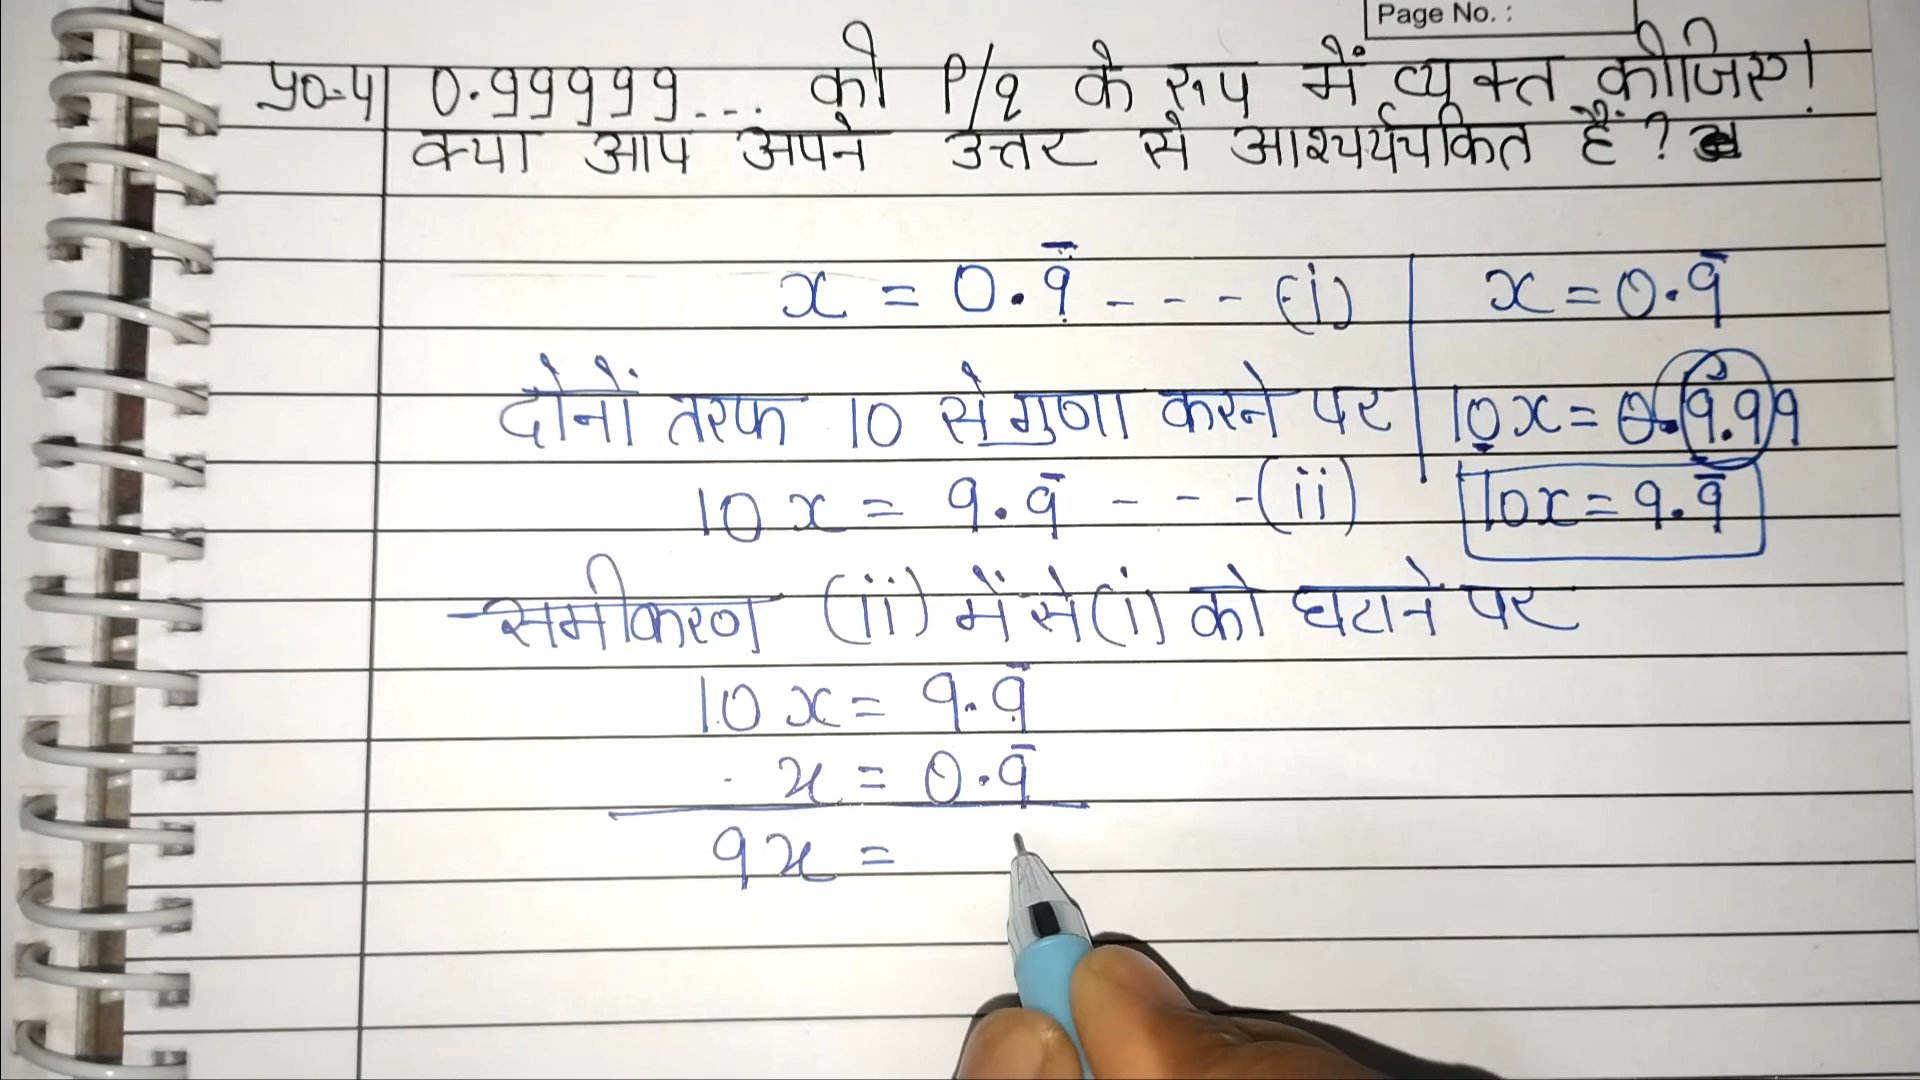 Page No. :
प्र०-4 0.99999... को P/q के रूप में व्यक्त कीजिए!
क्या आप अपने उत्तर से आश्चर्यचकित हैं?
x = 0.9̄ - - - (i)
दोनों तरफ 10 से गुणा करने पर
10x = 9.9̄ - - - (ii)
x = 0.9̄
10x = 0.9.99
10x = 9.9̄
समीकरण (ii) में से (i) को घटाने पर
10x = 9.9̄
- x = 0.9̄
9x =